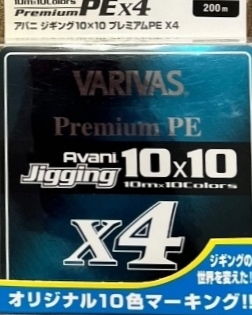 10m×10Colors
Premium PEX4 200m
アバニ ジギング10×10 プレミアムPE X4
VARIVAS
Premium PE
Avani
Jigging 10×10
10m×10Colors
x4
ジギングの
世界を変えた!
オリジナル10色マーキング!!